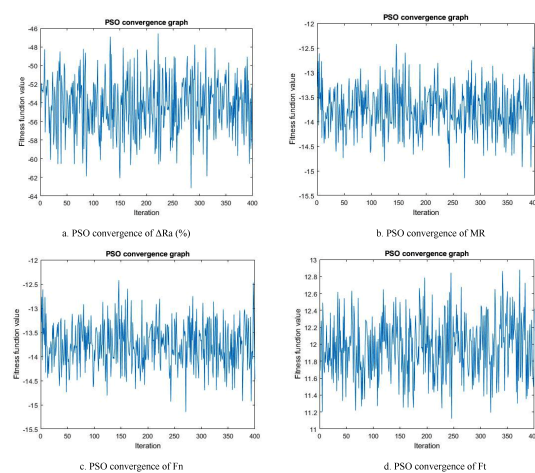 PSO convergence graph
Fitness function value
-46
-48
-50
-52
-54
-56
-58
-60
-62
-64
0 50 100 150 200 250 300 350 400
Iteration
a. PSO convergence of ΔRa (%)
PSO convergence graph
Fitness function value
-12
-12.5
-13
-13.5
-14
-14.5
-15
-15.5
0 50 100 150 200 250 300 350 400
Iteration
b. PSO convergence of MR
PSO convergence graph
Fitness function value
-12
-12.5
-13
-13.5
-14
-14.5
-15
-15.5
0 50 100 150 200 250 300 350 400
Iteration
c. PSO convergence of Fn
PSO convergence graph
Fitness function value
13
12.8
12.6
12.4
12.2
12
11.8
11.6
11.4
11.2
11
0 50 100 150 200 250 300 350 400
Iteration
d. PSO convergence of Ft